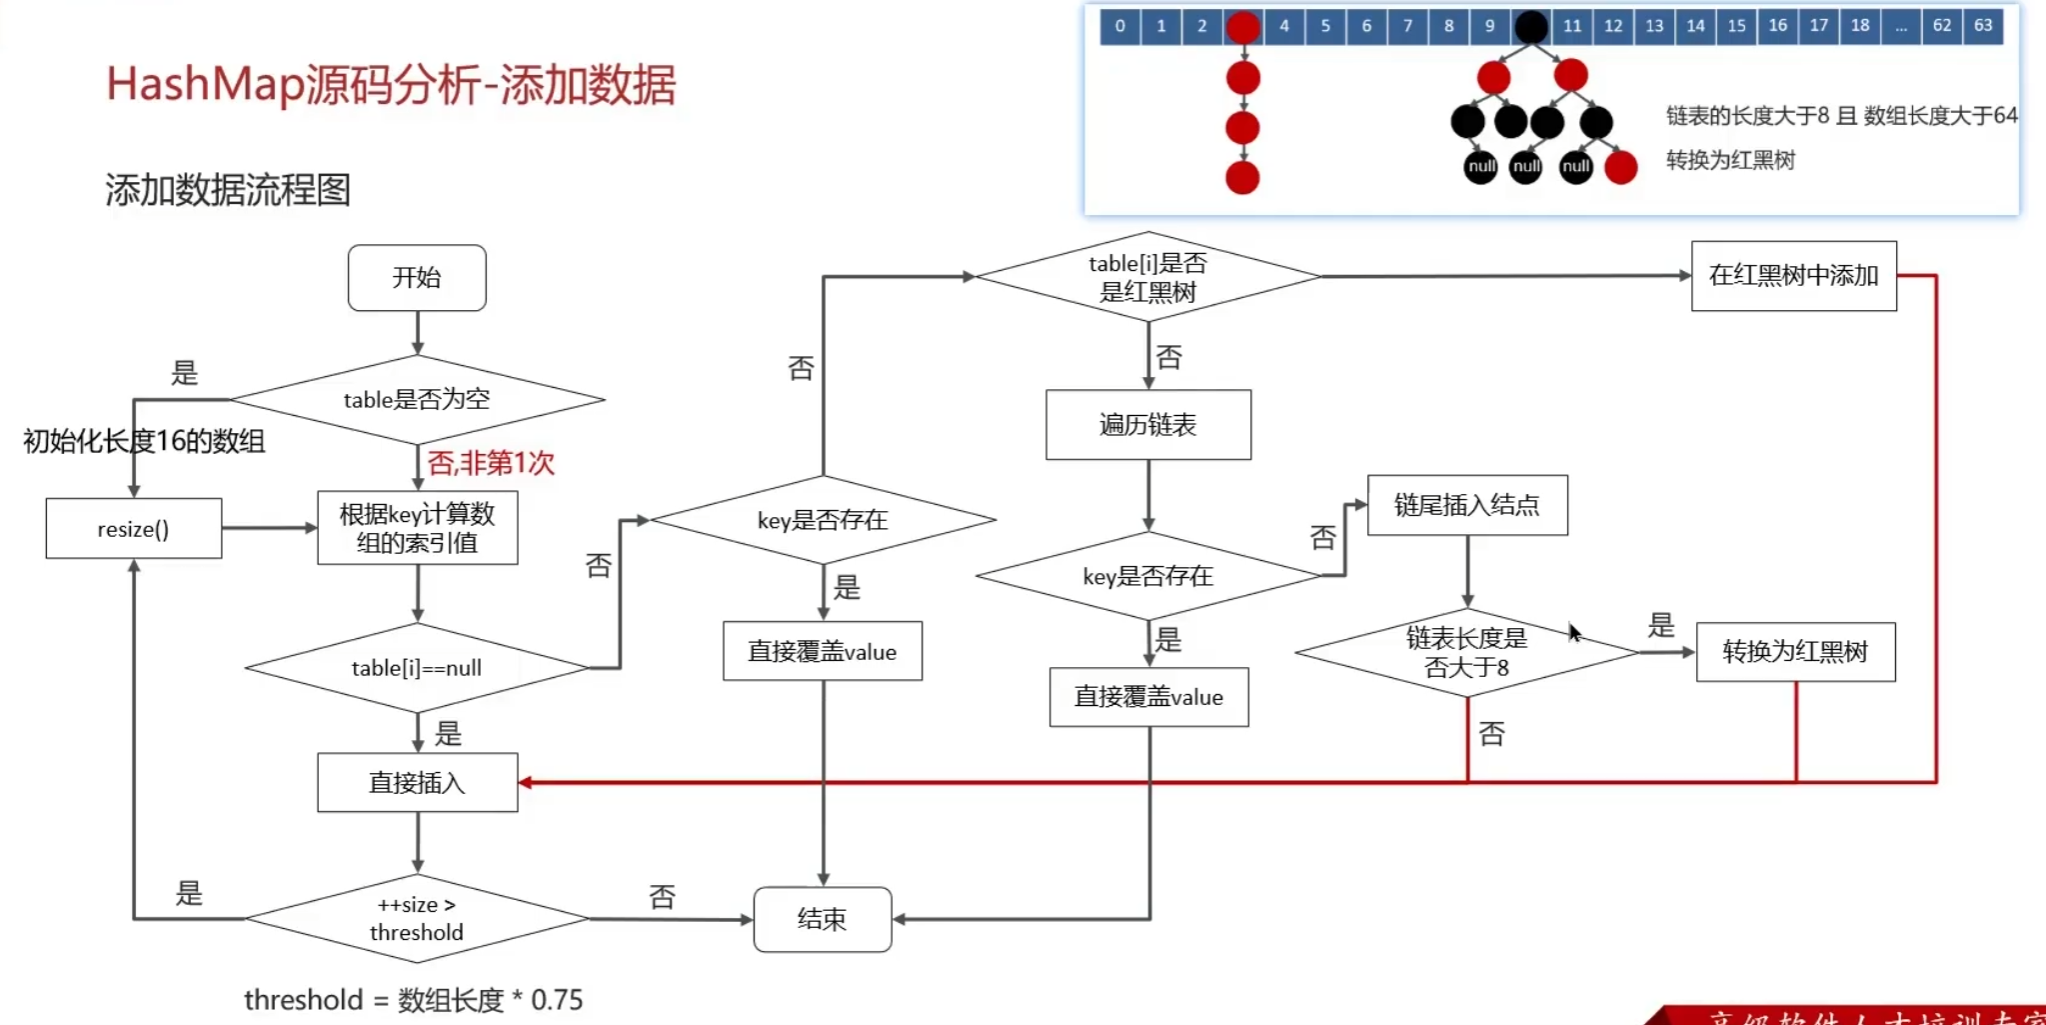 HashMap源码分析-添加数据
添加数据流程图
0 1 2 4 5 6 7 8 9 11 12 13 14 15 16 17 18 ... 62 63
null null null
链表的长度大于8 且 数组长度大于64
转换为红黑树
开始
是
table是否为空
初始化长度16的数组
否,非第1次
resize()
根据key计算数
组的索引值
否
table[i]==null
是
直接插入
是
++size >
threshold
否
threshold = 数组长度 * 0.75
否
key是否存在
是
直接覆盖value
结束
table[i]是否
是红黑树
在红黑树中添加
否
遍历链表
key是否存在
否
是
直接覆盖value
链尾插入结点
链表长度是
否大于8
是
转换为红黑树
否
高级软件人才培训专家